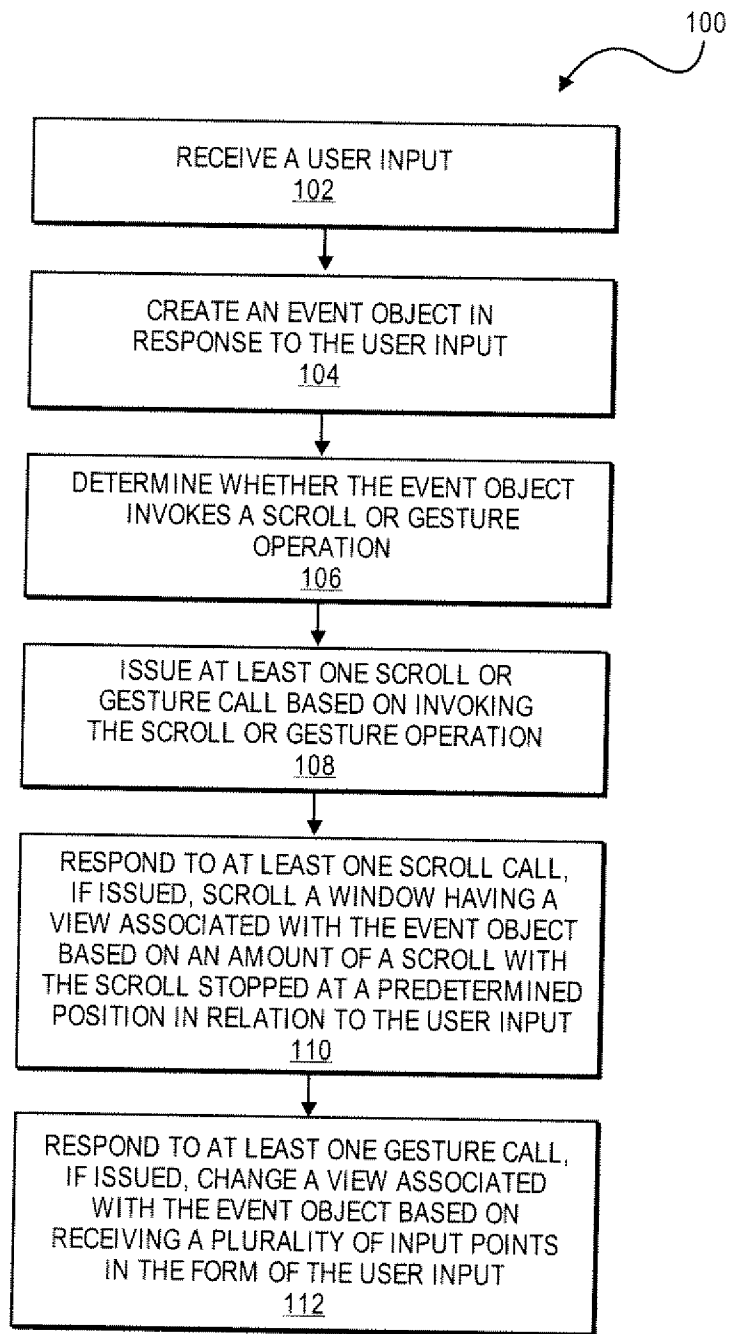 100
RECEIVE A USER INPUT
102
CREATE AN EVENT OBJECT IN
RESPONSE TO THE USER INPUT
104
DETERMINE WHETHER THE EVENT OBJECT
INVOKES A SCROLL OR GESTURE
OPERATION
106
ISSUE AT LEAST ONE SCROLL OR
GESTURE CALL BASED ON INVOKING
THE SCROLL OR GESTURE OPERATION
108
RESPOND TO AT LEAST ONE SCROLL CALL,
IF ISSUED, SCROLL A WINDOW HAVING A
VIEW ASSOCIATED WITH THE EVENT OBJECT
BASED ON AN AMOUNT OF A SCROLL WITH
THE SCROLL STOPPED AT A PREDETERMINED
POSITION IN RELATION TO THE USER INPUT
110
RESPOND TO AT LEAST ONE GESTURE CALL,
IF ISSUED, CHANGE A VIEW ASSOCIATED
WITH THE EVENT OBJECT BASED ON
RECEIVING A PLURALITY OF INPUT POINTS
IN THE FORM OF THE USER INPUT
112